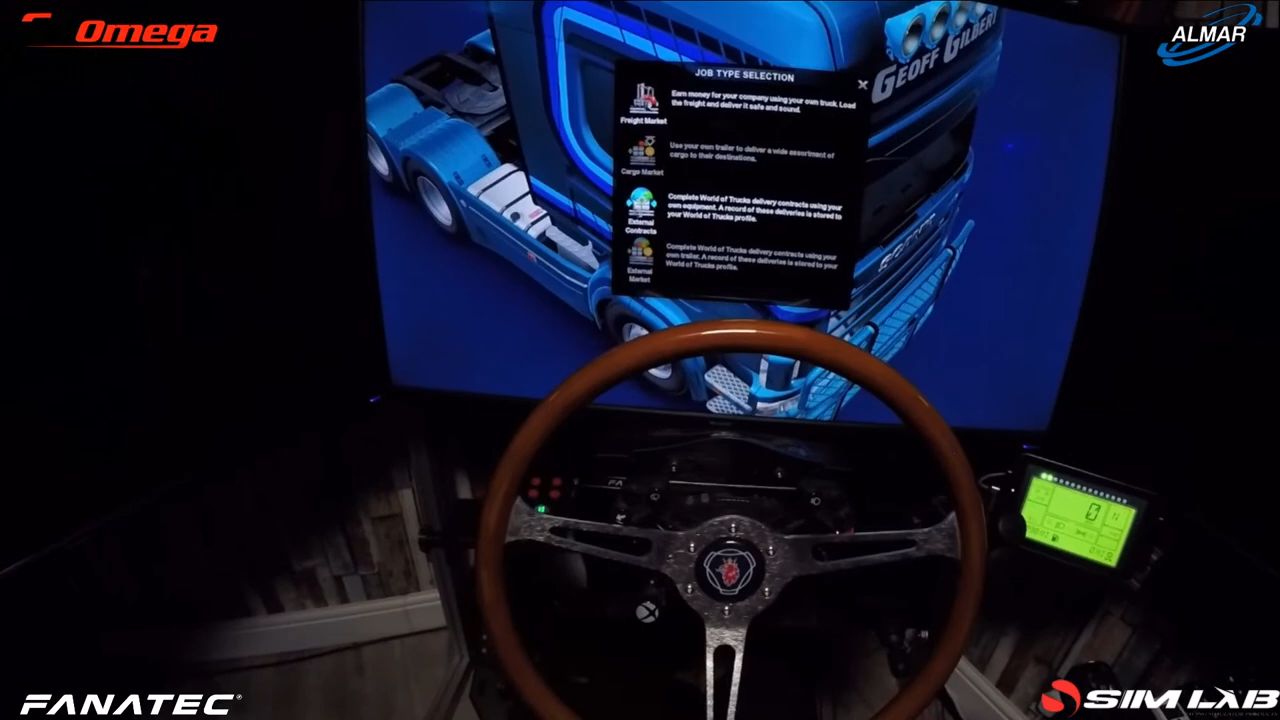 Omega
ALMAR
GEOFF GILBERT
JOB TYPE SELECTION
Earn money for your company using your own truck. Load
the freight and deliver it safe and sound.
Freight Market
Use your own trailer to deliver a wide assortment of
cargo to their destinations.
Cargo Market
Complete World of Trucks delivery contracts using your
own equipment. A record of these deliveries is stored to
your World of Trucks profile.
External
Contracts
Complete World of Trucks delivery contracts using your
own trailer. A record of these deliveries is stored to your
World of Trucks profile.
External
Market
FA
0
N
FANATEC®
SIM LAB